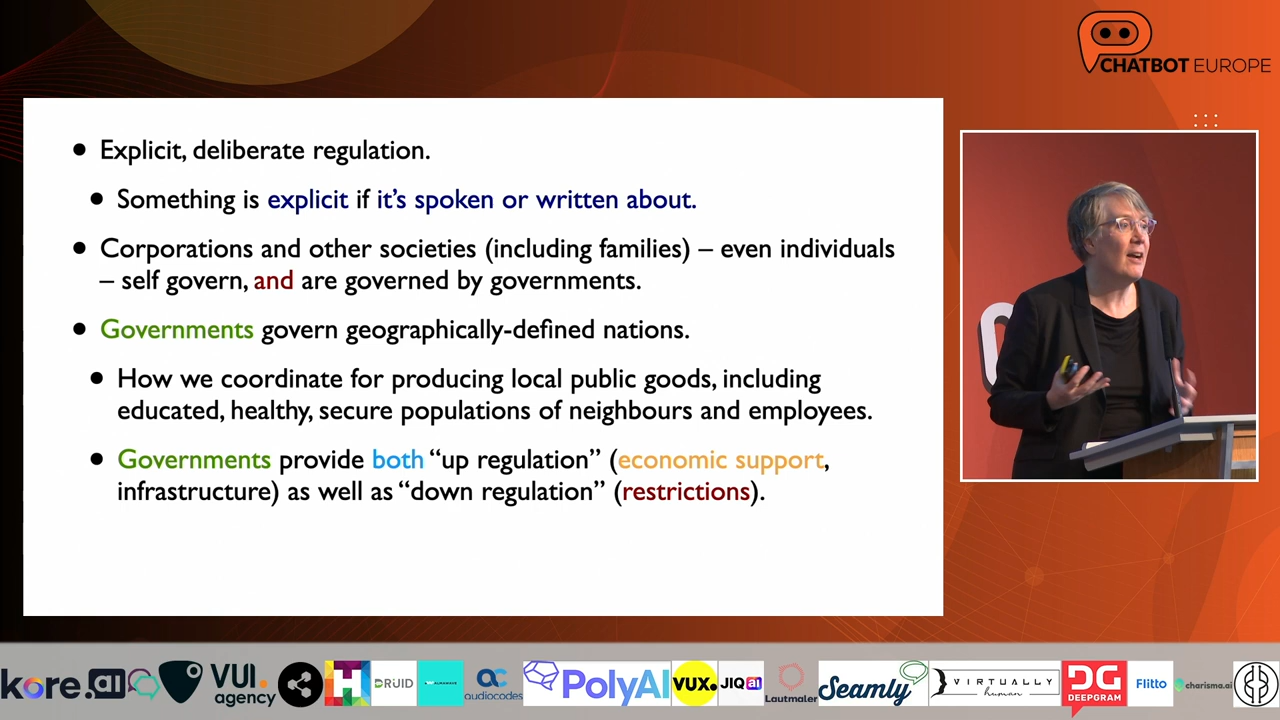 CHATBOT EUROPE
• Explicit, deliberate regulation.
• Something is explicit if it’s spoken or written about.
• Corporations and other societies (including families) – even individuals
– self govern, and are governed by governments.
• Governments govern geographically-defined nations.
• How we coordinate for producing local public goods, including
educated, healthy, secure populations of neighbours and employees.
• Governments provide both “up regulation” (economic support,
infrastructure) as well as “down regulation” (restrictions).
kore.ai
VUI.
agency
H
DRUID
ac
audiocodes
PolyAI
VUX.
JIQ ai
Lautmaler
Seamly
VIRTUALLY
human
DG
DEEPGRAM
Flitto
charisma.ai